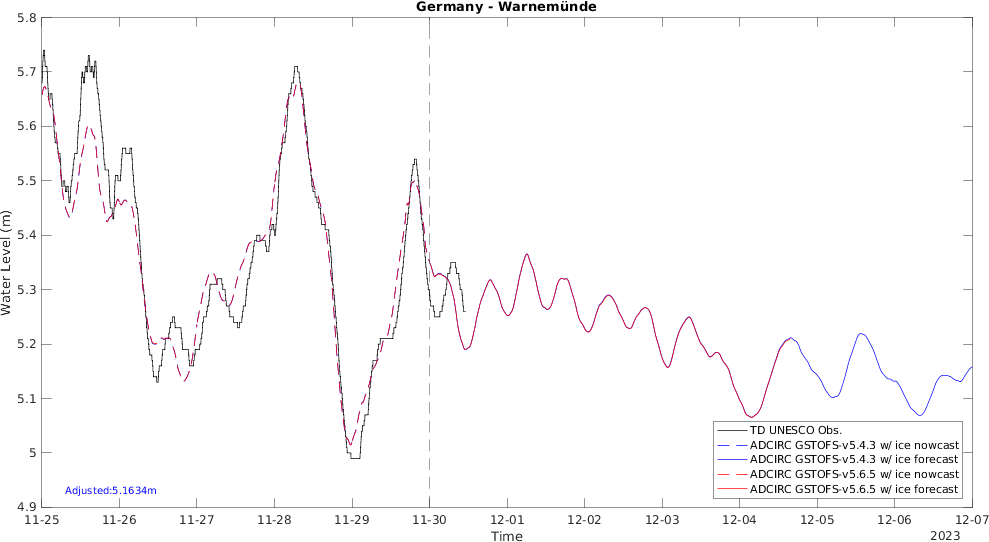 Germany - Warnemünde
5.8
5.7
5.6
5.5
5.4
5.3
5.2
5.1
5
4.9
Water Level (m)
Adjusted:5.1634m
TD UNESCO Obs.
ADCIRC GSTOFS-v5.4.3 w/ ice nowcast
ADCIRC GSTOFS-v5.4.3 w/ ice forecast
ADCIRC GSTOFS-v5.6.5 w/ ice nowcast
ADCIRC GSTOFS-v5.6.5 w/ ice forecast
11-25 11-26 11-27 11-28 11-29 11-30 12-01 12-02 12-03 12-04 12-05 12-06 12-07
Time
2023